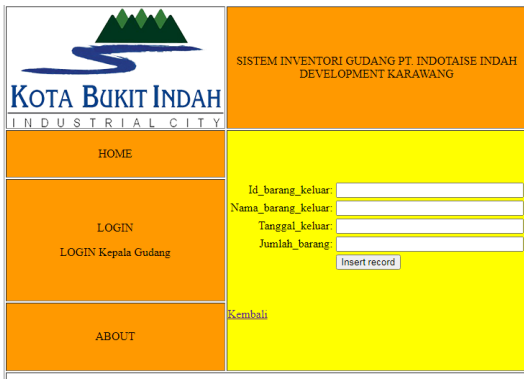 KOTA BUKIT INDAH
INDUSTRIAL CITY
SISTEM INVENTORI GUDANG PT. INDOTAISE INDAH
DEVELOPMENT KARAWANG
HOME
LOGIN
LOGIN Kepala Gudang
ABOUT
Id_barang_keluar:
Nama_barang_keluar:
Tanggal_keluar:
Jumlah_barang:
Insert record
Kembali